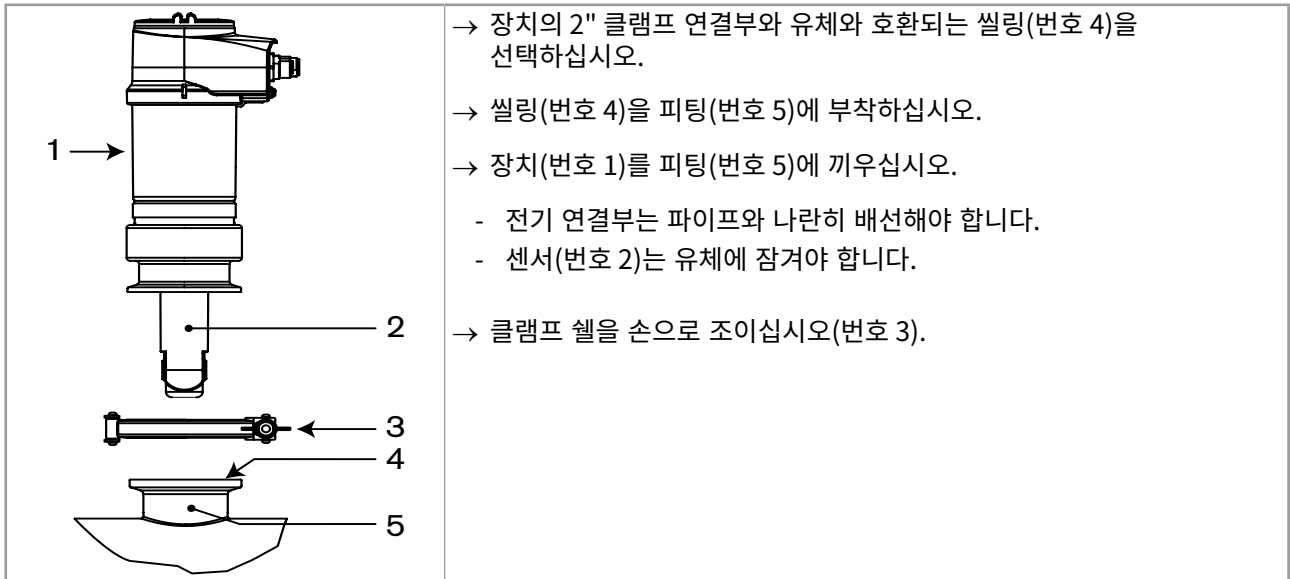 1
2
3
4
5
→ 장치의 2" 클램프 연결부와 유체와 호환되는 씰링(번호 4)을
선택하십시오.
→ 씰링(번호 4)을 피팅(번호 5)에 부착하십시오.
→ 장치(번호 1)를 피팅(번호 5)에 끼우십시오.
- 전기 연결부는 파이프와 나란히 배선해야 합니다.
- 센서(번호 2)는 유체에 잠겨야 합니다.
→ 클램프 쉘을 손으로 조이십시오(번호 3).